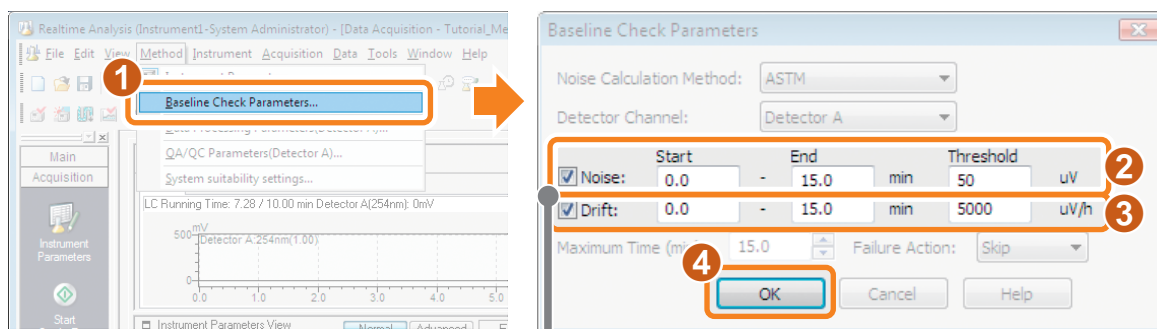 Realtime Analysis (Instrument1-System Administrator) - [Data Acquisition - Tutorial_Me
File Edit View Method Instrument Acquisition Data Tools Window Help
1
Baseline Check Parameters...
QA/QC Parameters(Detector A)...
System suitability settings...
Main
Acquisition
Instrument
Parameters
Start
LC Running Time: 7.28 / 10.00 min Detector A(254nm): 0mV
mV
500
Detector A:254nm(1.00)
0
0.0 1.0 2.0 3.0 4.0 5.0
Instrument Parameters View Normal Advanced
Baseline Check Parameters
Noise Calculation Method: ASTM
Detector Channel: Detector A
Start End Threshold
Noise: 0.0 - 15.0 min 50 uV 2
Drift: 0.0 - 15.0 min 5000 uV/h 3
Maximum Time 15.0 Failure Action: Skip
4
OK Cancel Help